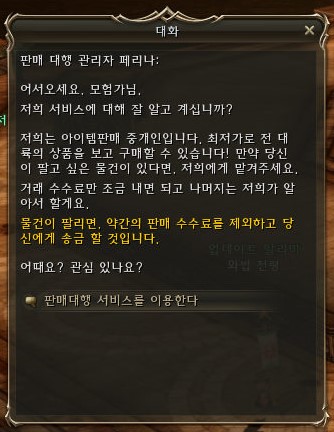 대화
판매 대행 관리자 페리나:
어서오세요. 모험가님.
저희 서비스에 대해 잘 알고 계십니까?
저희는 아이템판매 중개인입니다. 최저가로 전 대
륙의 상품을 보고 구매할 수 있습니다! 만약 당신
이 팔고 싶은 물건이 있다면, 저희에게 맡겨주세요.
거래 수수료만 조금 내면 되고 나머지는 저희가 알
아서 할게요.
물건이 팔리면, 약간의 판매 수수료를 제외하고 당
신에게 송금 할 것입니다.
어때요? 관심 있나요?
판매대행 서비스를 이용한다